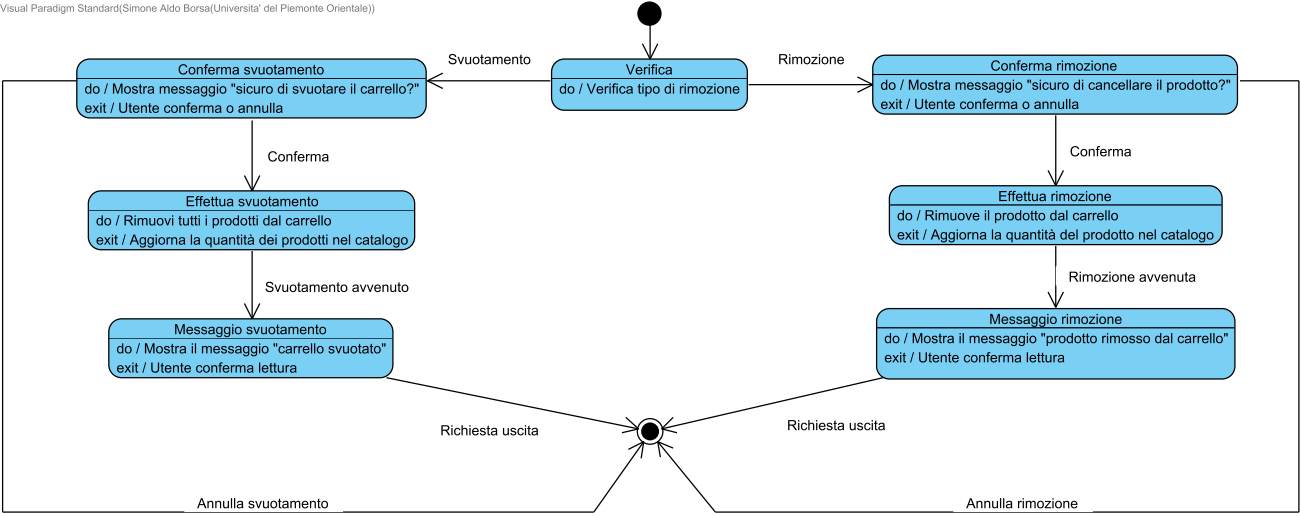 Visual Paradigm Standard(Simone Aldo Borsa(Universita' del Piemonte Orientale))
Svuotamento
Rimozione
Verifica
do / Verifica tipo di rimozione
Conferma svuotamento
do / Mostra messaggio "sicuro di svuotare il carrello?"
exit / Utente conferma o annulla
Conferma rimozione
do / Mostra messaggio "sicuro di cancellare il prodotto?"
exit / Utente conferma o annulla
Conferma
Conferma
Effettua svuotamento
do / Rimuovi tutti i prodotti dal carrello
exit / Aggiorna la quantità dei prodotti nel catalogo
Effettua rimozione
do / Rimuove il prodotto dal carrello
exit / Aggiorna la quantità del prodotto nel catalogo
Svuotamento avvenuto
Rimozione avvenuta
Messaggio svuotamento
do / Mostra il messaggio "carrello svuotato"
exit / Utente conferma lettura
Messaggio rimozione
do / Mostra il messaggio "prodotto rimosso dal carrello"
exit / Utente conferma lettura
Richiesta uscita
Richiesta uscita
Annulla svuotamento
Annulla rimozione